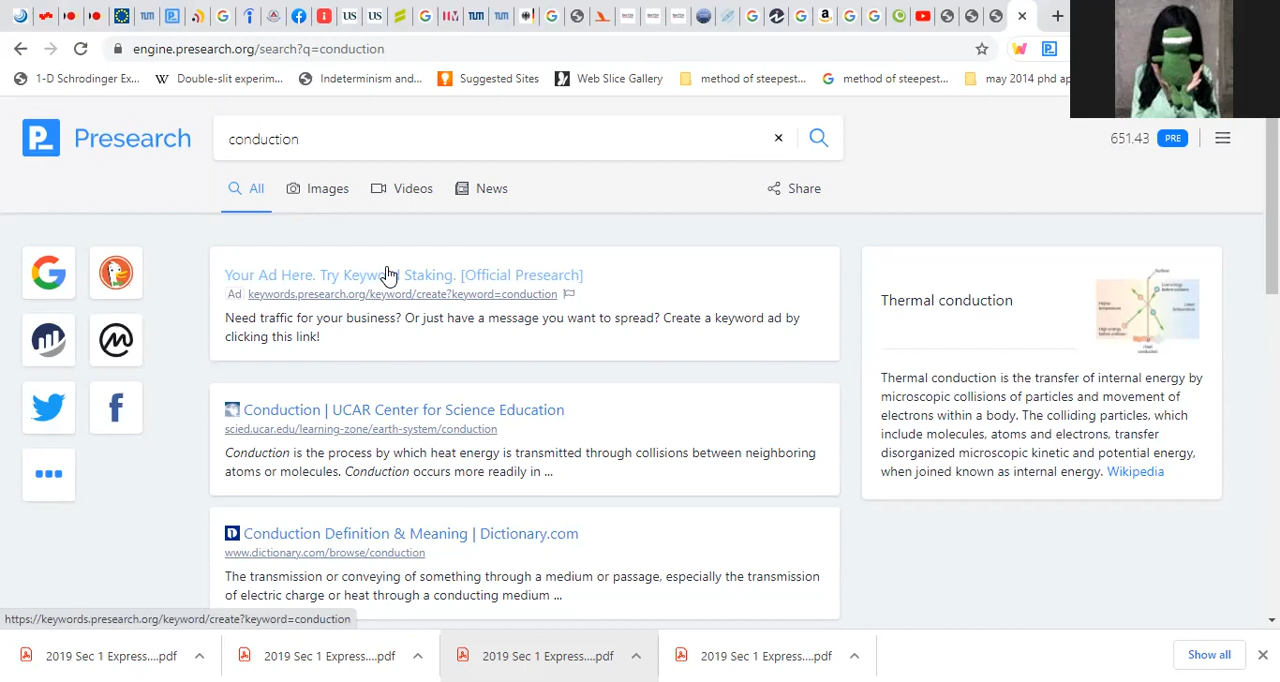 engine.presearch.org/search?q=conduction
1-D Schrodinger Ex...
Double-slit experim...
Indeterminism and...
Suggested Sites
Web Slice Gallery
method of steepest...
method of steepest...
may 2014 phd ap
Presearch
conduction
651.43 PRE
All
Images
Videos
News
Share
Your Ad Here. Try Keyword Staking. [Official Presearch]
Ad keywords.presearch.org/keyword/create?keyword=conduction
Need traffic for your business? Or just have a message you want to spread? Create a keyword ad by
clicking this link!
Conduction | UCAR Center for Science Education
scied.ucar.edu/learning-zone/earth-system/conduction
Conduction is the process by which heat energy is transmitted through collisions between neighboring
atoms or molecules. Conduction occurs more readily in ...
Conduction Definition & Meaning | Dictionary.com
www.dictionary.com/browse/conduction
The transmission or conveying of something through a medium or passage, especially the transmission
of electric charge or heat through a conducting medium ...
Thermal conduction
Thermal conduction is the transfer of internal energy by
microscopic collisions of particles and movement of
electrons within a body. The colliding particles, which
include molecules, atoms and electrons, transfer
disorganized microscopic kinetic and potential energy,
when joined known as internal energy. Wikipedia
https://keywords.presearch.org/keyword/create?keyword=conduction
2019 Sec 1 Express....pdf
2019 Sec 1 Express....pdf
2019 Sec 1 Express....pdf
2019 Sec 1 Express....pdf
Show all